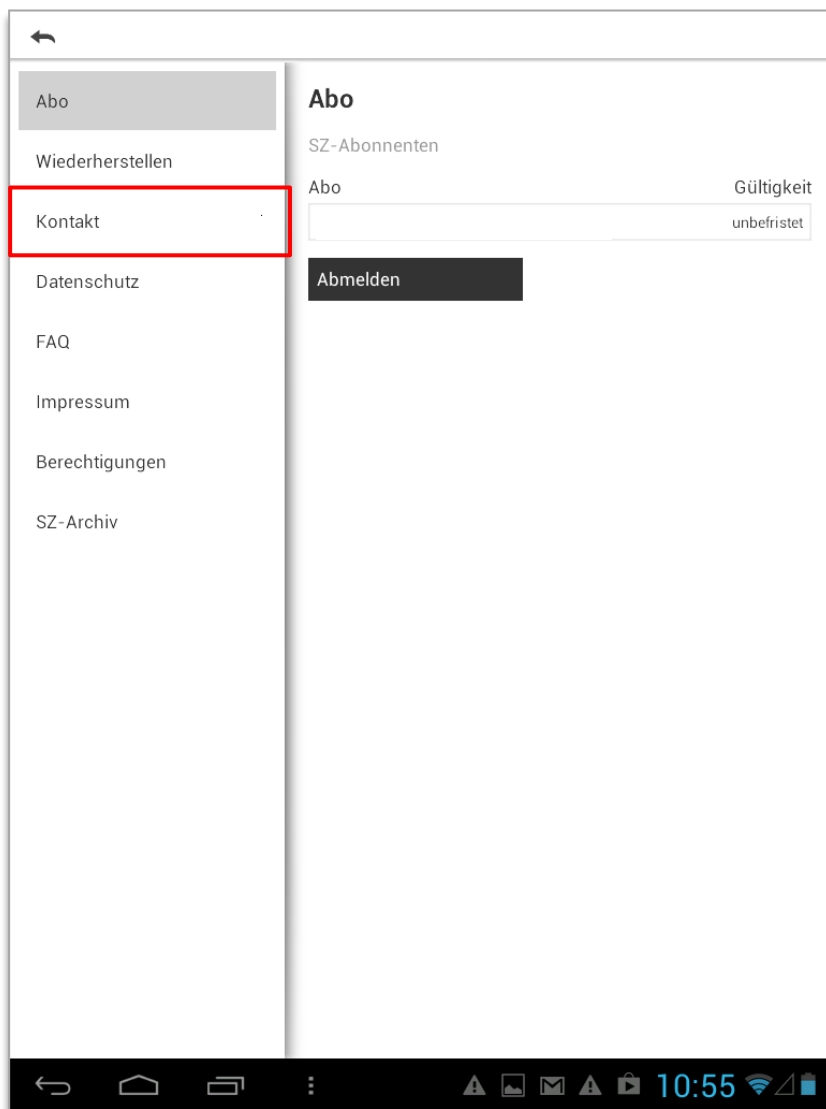 Abo
Wiederherstellen
Kontakt
Datenschutz
FAQ
Impressum
Berechtigungen
SZ-Archiv
Abo
SZ-Abonnenten
Abo Gültigkeit
unbefristet
Abmelden
10:55